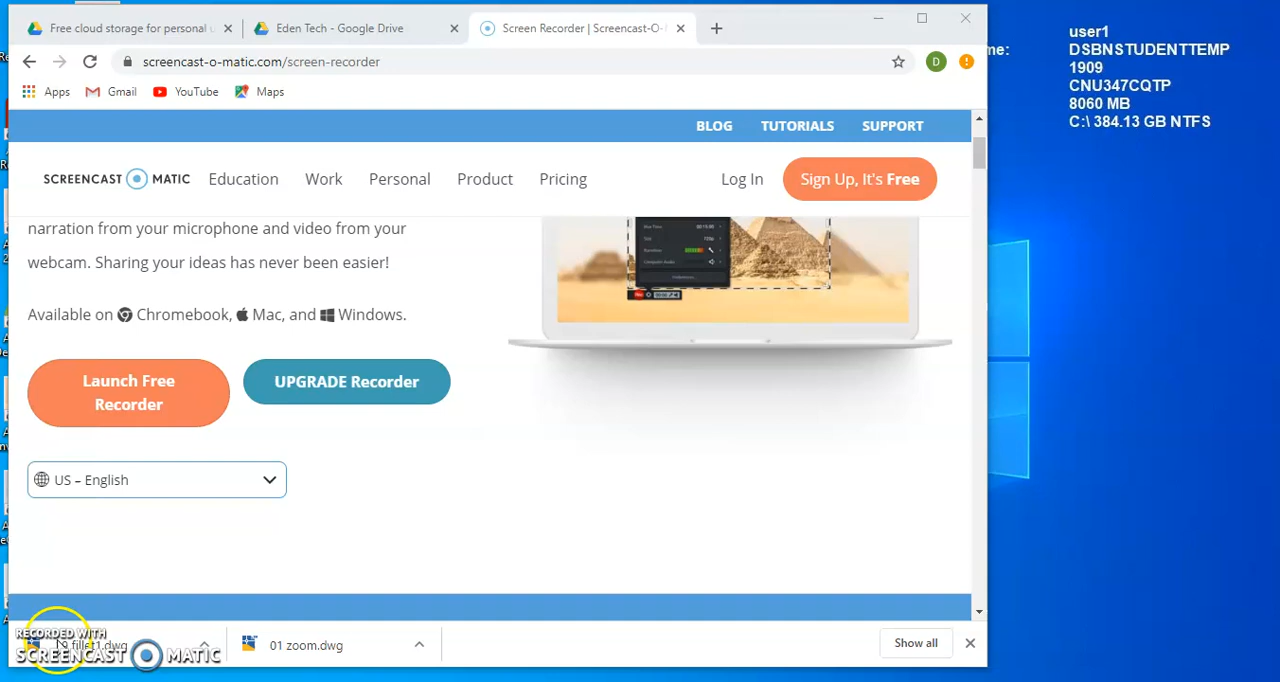 Free cloud storage for personal u
Eden Tech - Google Drive
Screen Recorder | Screencast-O-
screencast-o-matic.com/screen-recorder
D
Apps
Gmail
YouTube
Maps
me:
user1
DSBNSTUDENTTEMP
1909
CNU347CQTP
8060 MB
C:\ 384.13 GB NTFS
BLOG
TUTORIALS
SUPPORT
SCREENCAST MATIC
Education
Work
Personal
Product
Pricing
Log In
Sign Up, It's Free
narration from your microphone and video from your
webcam. Sharing your ideas has never been easier!
Available on Chromebook, Mac, and Windows.
Launch Free
Recorder
UPGRADE Recorder
US – English
fillet1.dwg
01 zoom.dwg
Show all
RECORDED WITH
SCREENCAST MATIC